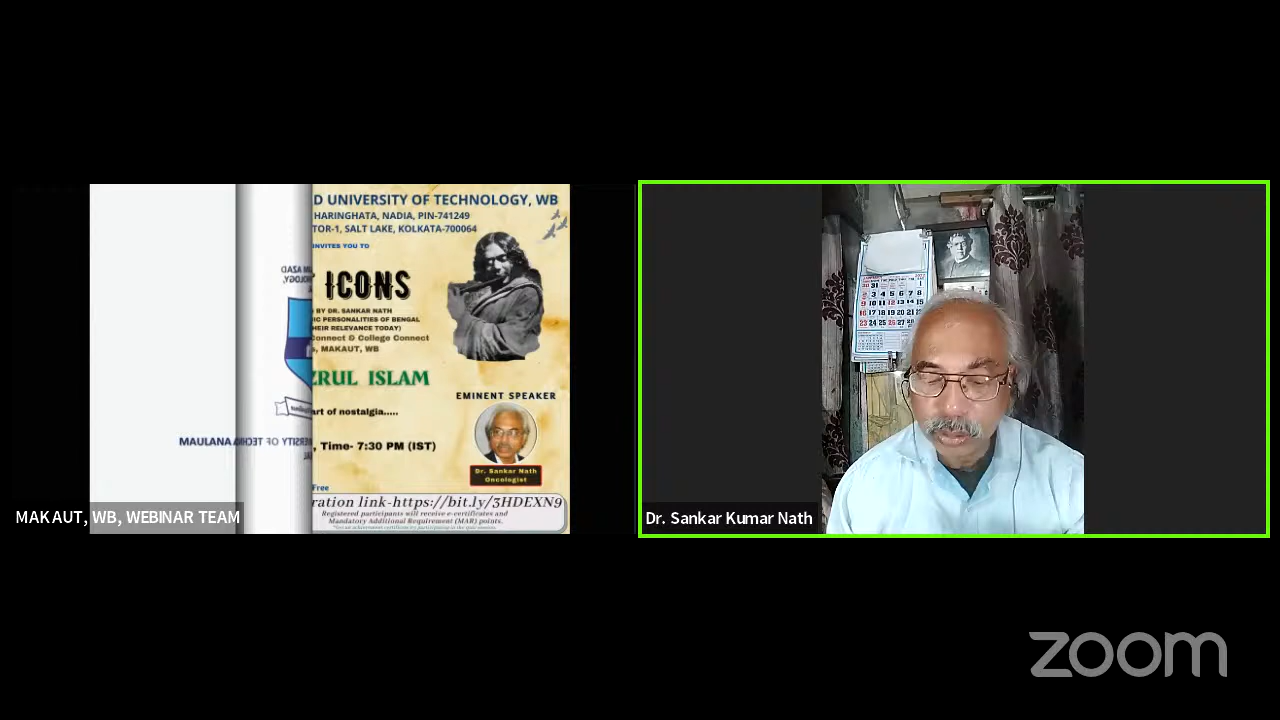 D UNIVERSITY OF TECHNOLOGY, WB
HARINGHATA, NADIA, PIN-741249
TOR-1, SALT LAKE, KOLKATA-700064
INVITES YOU TO
ICONS
BY DR. SANKAR NATH
IC PERSONALITIES OF BENGAL
HEIR RELEVANCE TODAY)
Connect & College Connect
, MAKAUT, WB
ZRUL ISLAM
art of nostalgia.....
, Time- 7:30 PM (IST)
EMINENT SPEAKER
Dr. Sankar Nath
Oncologist
Free
ration link-https://bit.ly/3HDEXN9
Registered participants will receive e-certificates and
Mandatory Additional Requirement (MAR) points.
MAULANA
MAKAUT, WB, WEBINAR TEAM
Dr. Sankar Kumar Nath
zoom